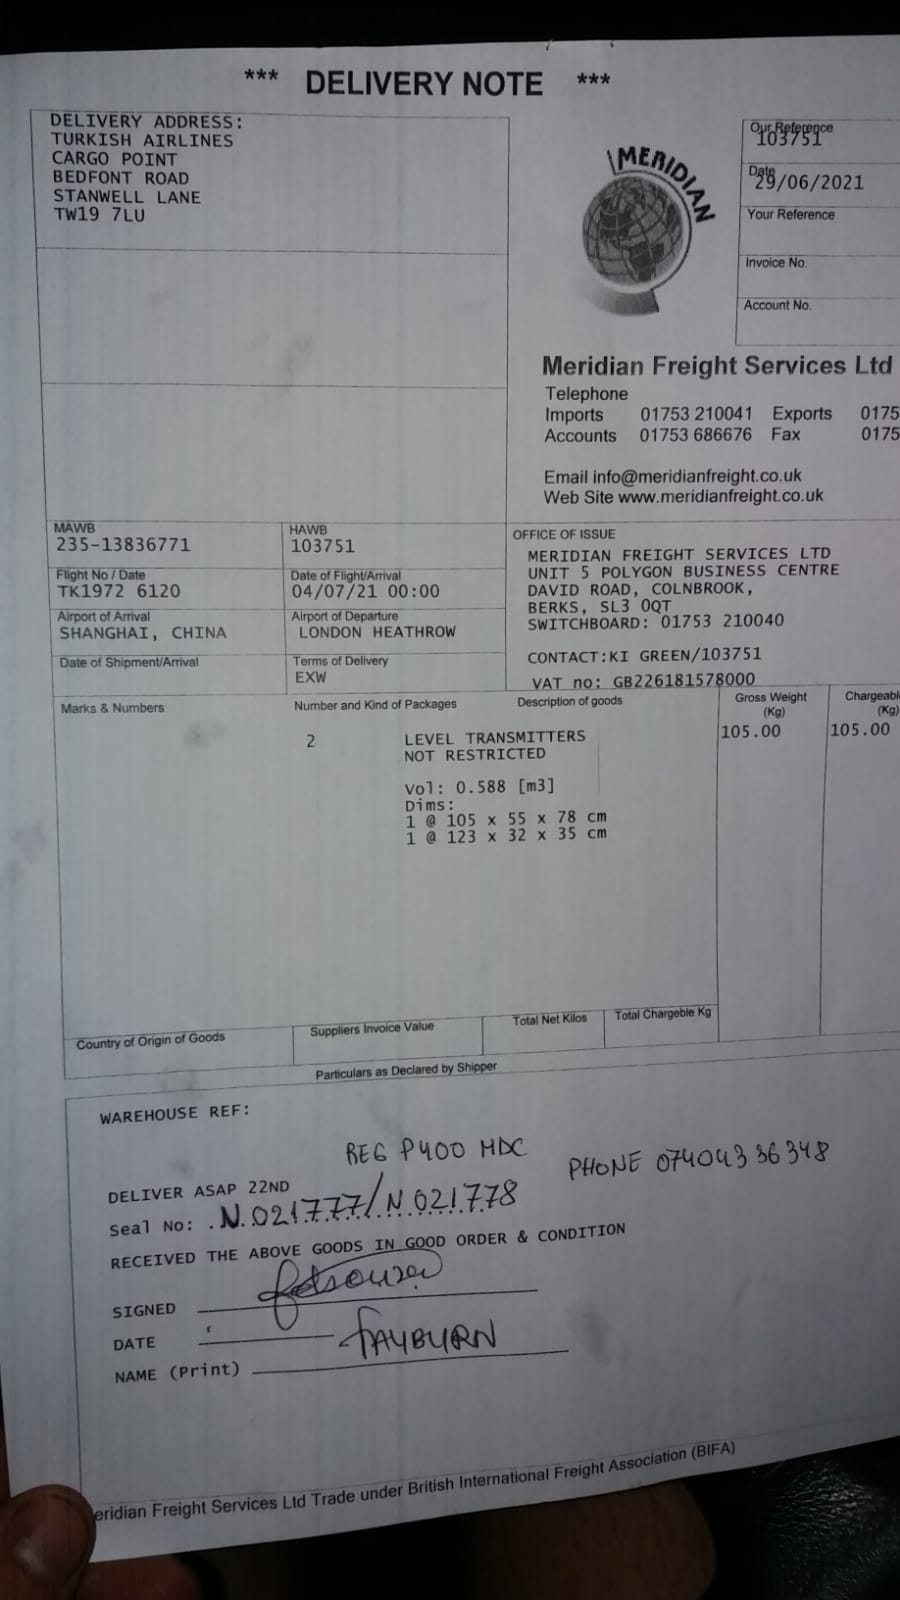 *** DELIVERY NOTE ***
DELIVERY ADDRESS:
TURKISH AIRLINES
CARGO POINT
BEDFONT ROAD
STANWELL LANE
TW19 7LU
MERIDIAN
Our Reference
103751
Date
29/06/2021
Your Reference
Invoice No.
Account No.
Meridian Freight Services Ltd
Telephone
Imports 01753 210041 Exports 0175
Accounts 01753 686676 Fax 0175
Email info@meridianfreight.co.uk
Web Site www.meridianfreight.co.uk
MAWB
235-13836771
HAWB
103751
Flight No / Date
TK1972 6120
Date of Flight/Arrival
04/07/21 00:00
Airport of Arrival
SHANGHAI, CHINA
Airport of Departure
LONDON HEATHROW
Date of Shipment/Arrival
Terms of Delivery
EXW
OFFICE OF ISSUE
MERIDIAN FREIGHT SERVICES LTD
UNIT 5 POLYGON BUSINESS CENTRE
DAVID ROAD, COLNBROOK,
BERKS, SL3 0QT
SWITCHBOARD: 01753 210040
CONTACT:KI GREEN/103751
VAT no: GB226181578000
Marks & Numbers
Number and Kind of Packages
Description of goods
Gross Weight
(Kg)
Chargeabl
(Kg)
2
LEVEL TRANSMITTERS
NOT RESTRICTED
105.00
105.00
Vol: 0.588 [m3]
Dims:
1 @ 105 x 55 x 78 cm
1 @ 123 x 32 x 35 cm
Country of Origin of Goods
Suppliers Invoice Value
Total Net Kilos
Total Chargeble Kg
Particulars as Declared by Shipper
WAREHOUSE REF:
REG P400 MDC
PHONE 07404336348
DELIVER ASAP 22ND
Seal No: N.021777/N.021778
RECEIVED THE ABOVE GOODS IN GOOD ORDER & CONDITION
SIGNED
DATE
FAYBURN
NAME (Print)
eridian Freight Services Ltd Trade under British International Freight Association (BIFA)